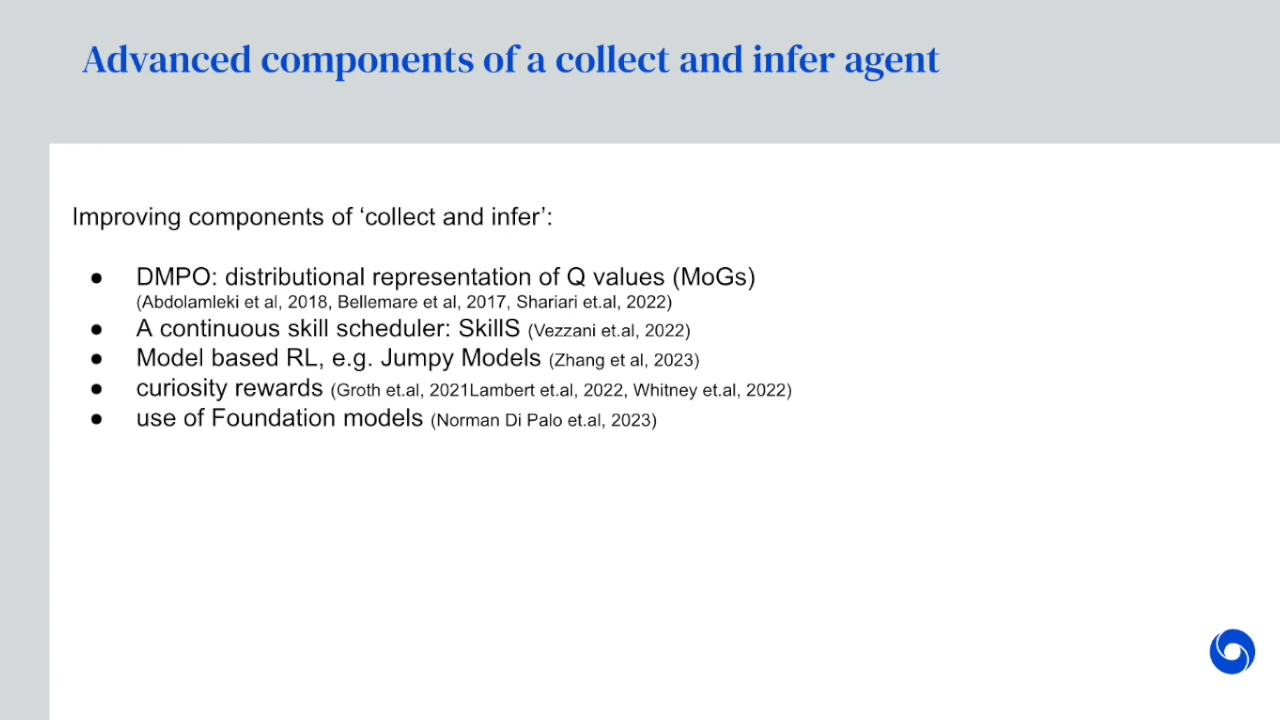 Advanced components of a collect and infer agent
Improving components of ‘collect and infer’:
● DMPO: distributional representation of Q values (MoGs)
(Abdolamleki et al, 2018, Bellemare et al, 2017, Shariari et.al, 2022)
● A continuous skill scheduler: SkillS (Vezzani et.al, 2022)
● Model based RL, e.g. Jumpy Models (Zhang et al, 2023)
● curiosity rewards (Groth et.al, 2021Lambert et.al, 2022, Whitney et.al, 2022)
● use of Foundation models (Norman Di Palo et.al, 2023)